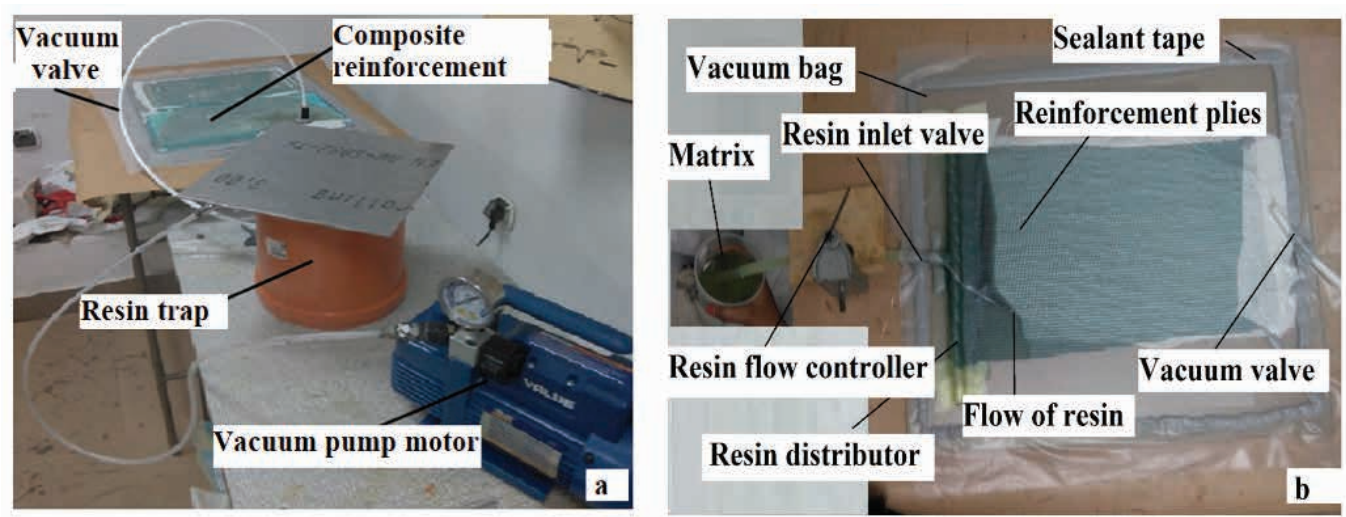 Vacuum
valve
Composite
reinforcement
Resin trap
Vacuum pump motor
VALUE
a
Sealant tape
Vacuum bag
Reinforcement plies
Resin inlet valve
Matrix
Resin flow controller
Vacuum valve
Flow of resin
Resin distributor
b